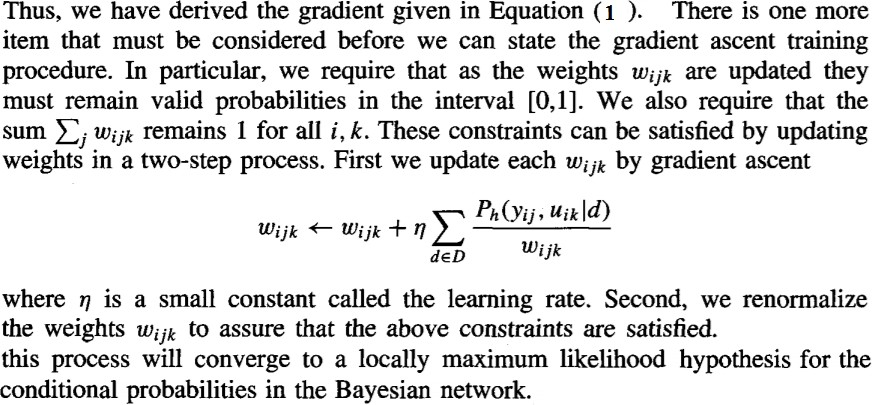 Thus, we have derived the gradient given in Equation (1 ). There is one more
item that must be considered before we can state the gradient ascent training
procedure. In particular, we require that as the weights w_{ijk} are updated they
must remain valid probabilities in the interval [0,1]. We also require that the
sum ∑_j w_{ijk} remains 1 for all i, k. These constraints can be satisfied by updating
weights in a two-step process. First we update each w_{ijk} by gradient ascent
w_{ijk} ← w_{ijk} + η ∑_{d∈D} \frac{P_h(y_{ij}, u_{ik}|d)}{w_{ijk}}
where η is a small constant called the learning rate. Second, we renormalize
the weights w_{ijk} to assure that the above constraints are satisfied.
this process will converge to a locally maximum likelihood hypothesis for the
conditional probabilities in the Bayesian network.